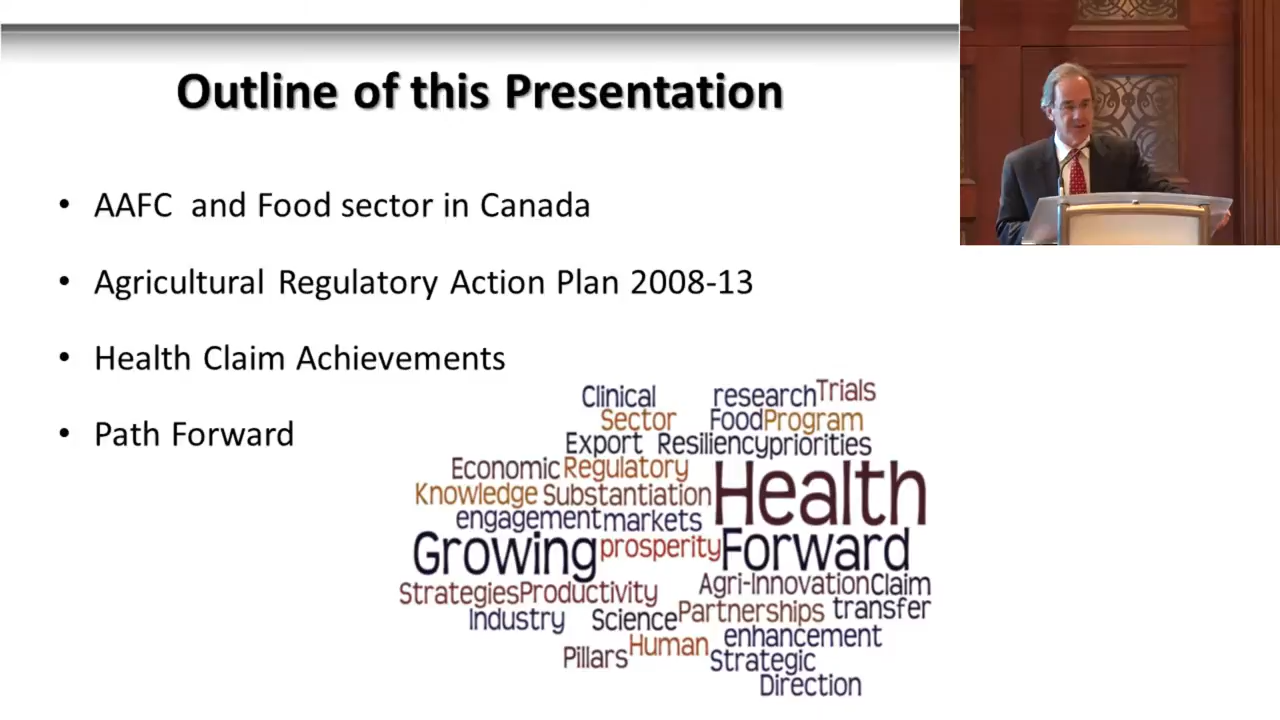 Outline of this Presentation
• AAFC and Food sector in Canada
• Agricultural Regulatory Action Plan 2008-13
• Health Claim Achievements
• Path Forward
Clinical research Trials
Sector Food Program
Export Resiliency priorities
Economic Regulatory
Knowledge Substantiation Health
engagement markets
Growing prosperity Forward
Strategies Productivity Agri-Innovation Claim
Industry Science Partnerships transfer
Human enhancement
Pillars Strategic
Direction